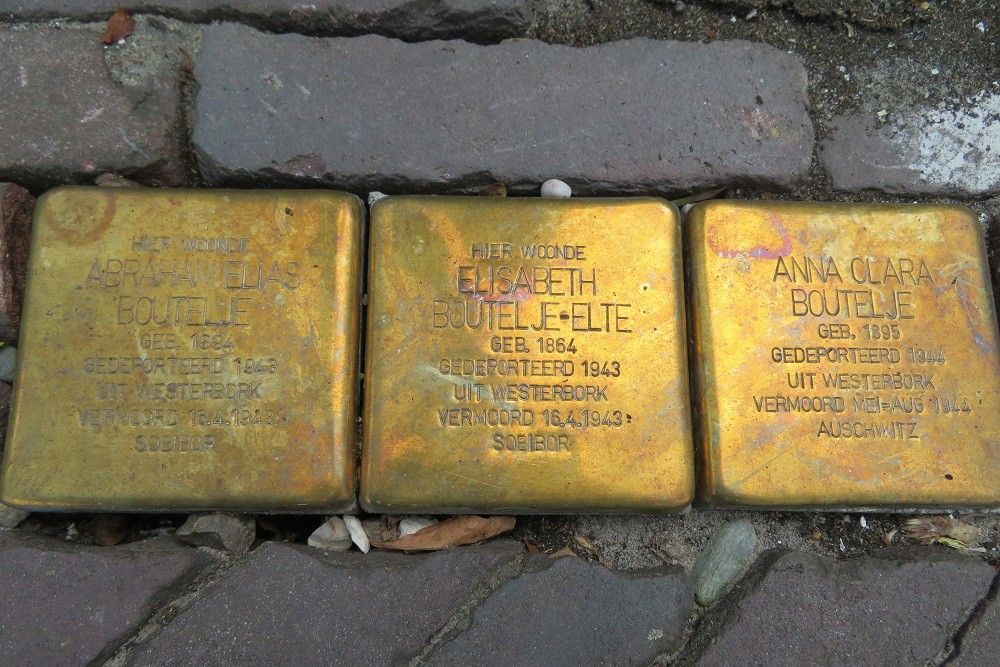 HIER WOONDE
ABRAHAM ELIAS
BOUTELJE
GEB.
GEDEPORTEERD 1943
UIT WESTERBORK
VERMOORD 16.4.1943
SOBIBOR
HIER WOONDE
ELISABETH
BOUTELJE-ELTE
GEB. 1864
GEDEPORTEERD 1943
UIT WESTERBORK
VERMOORD 16.4.1943
SOBIBOR
ANNA CLARA
BOUTELJE
GEB. 1895
GEDEPORTEERD 1944
UIT WESTERBORK
VERMOORD MEI-AUG 1944
AUSCHWITZ